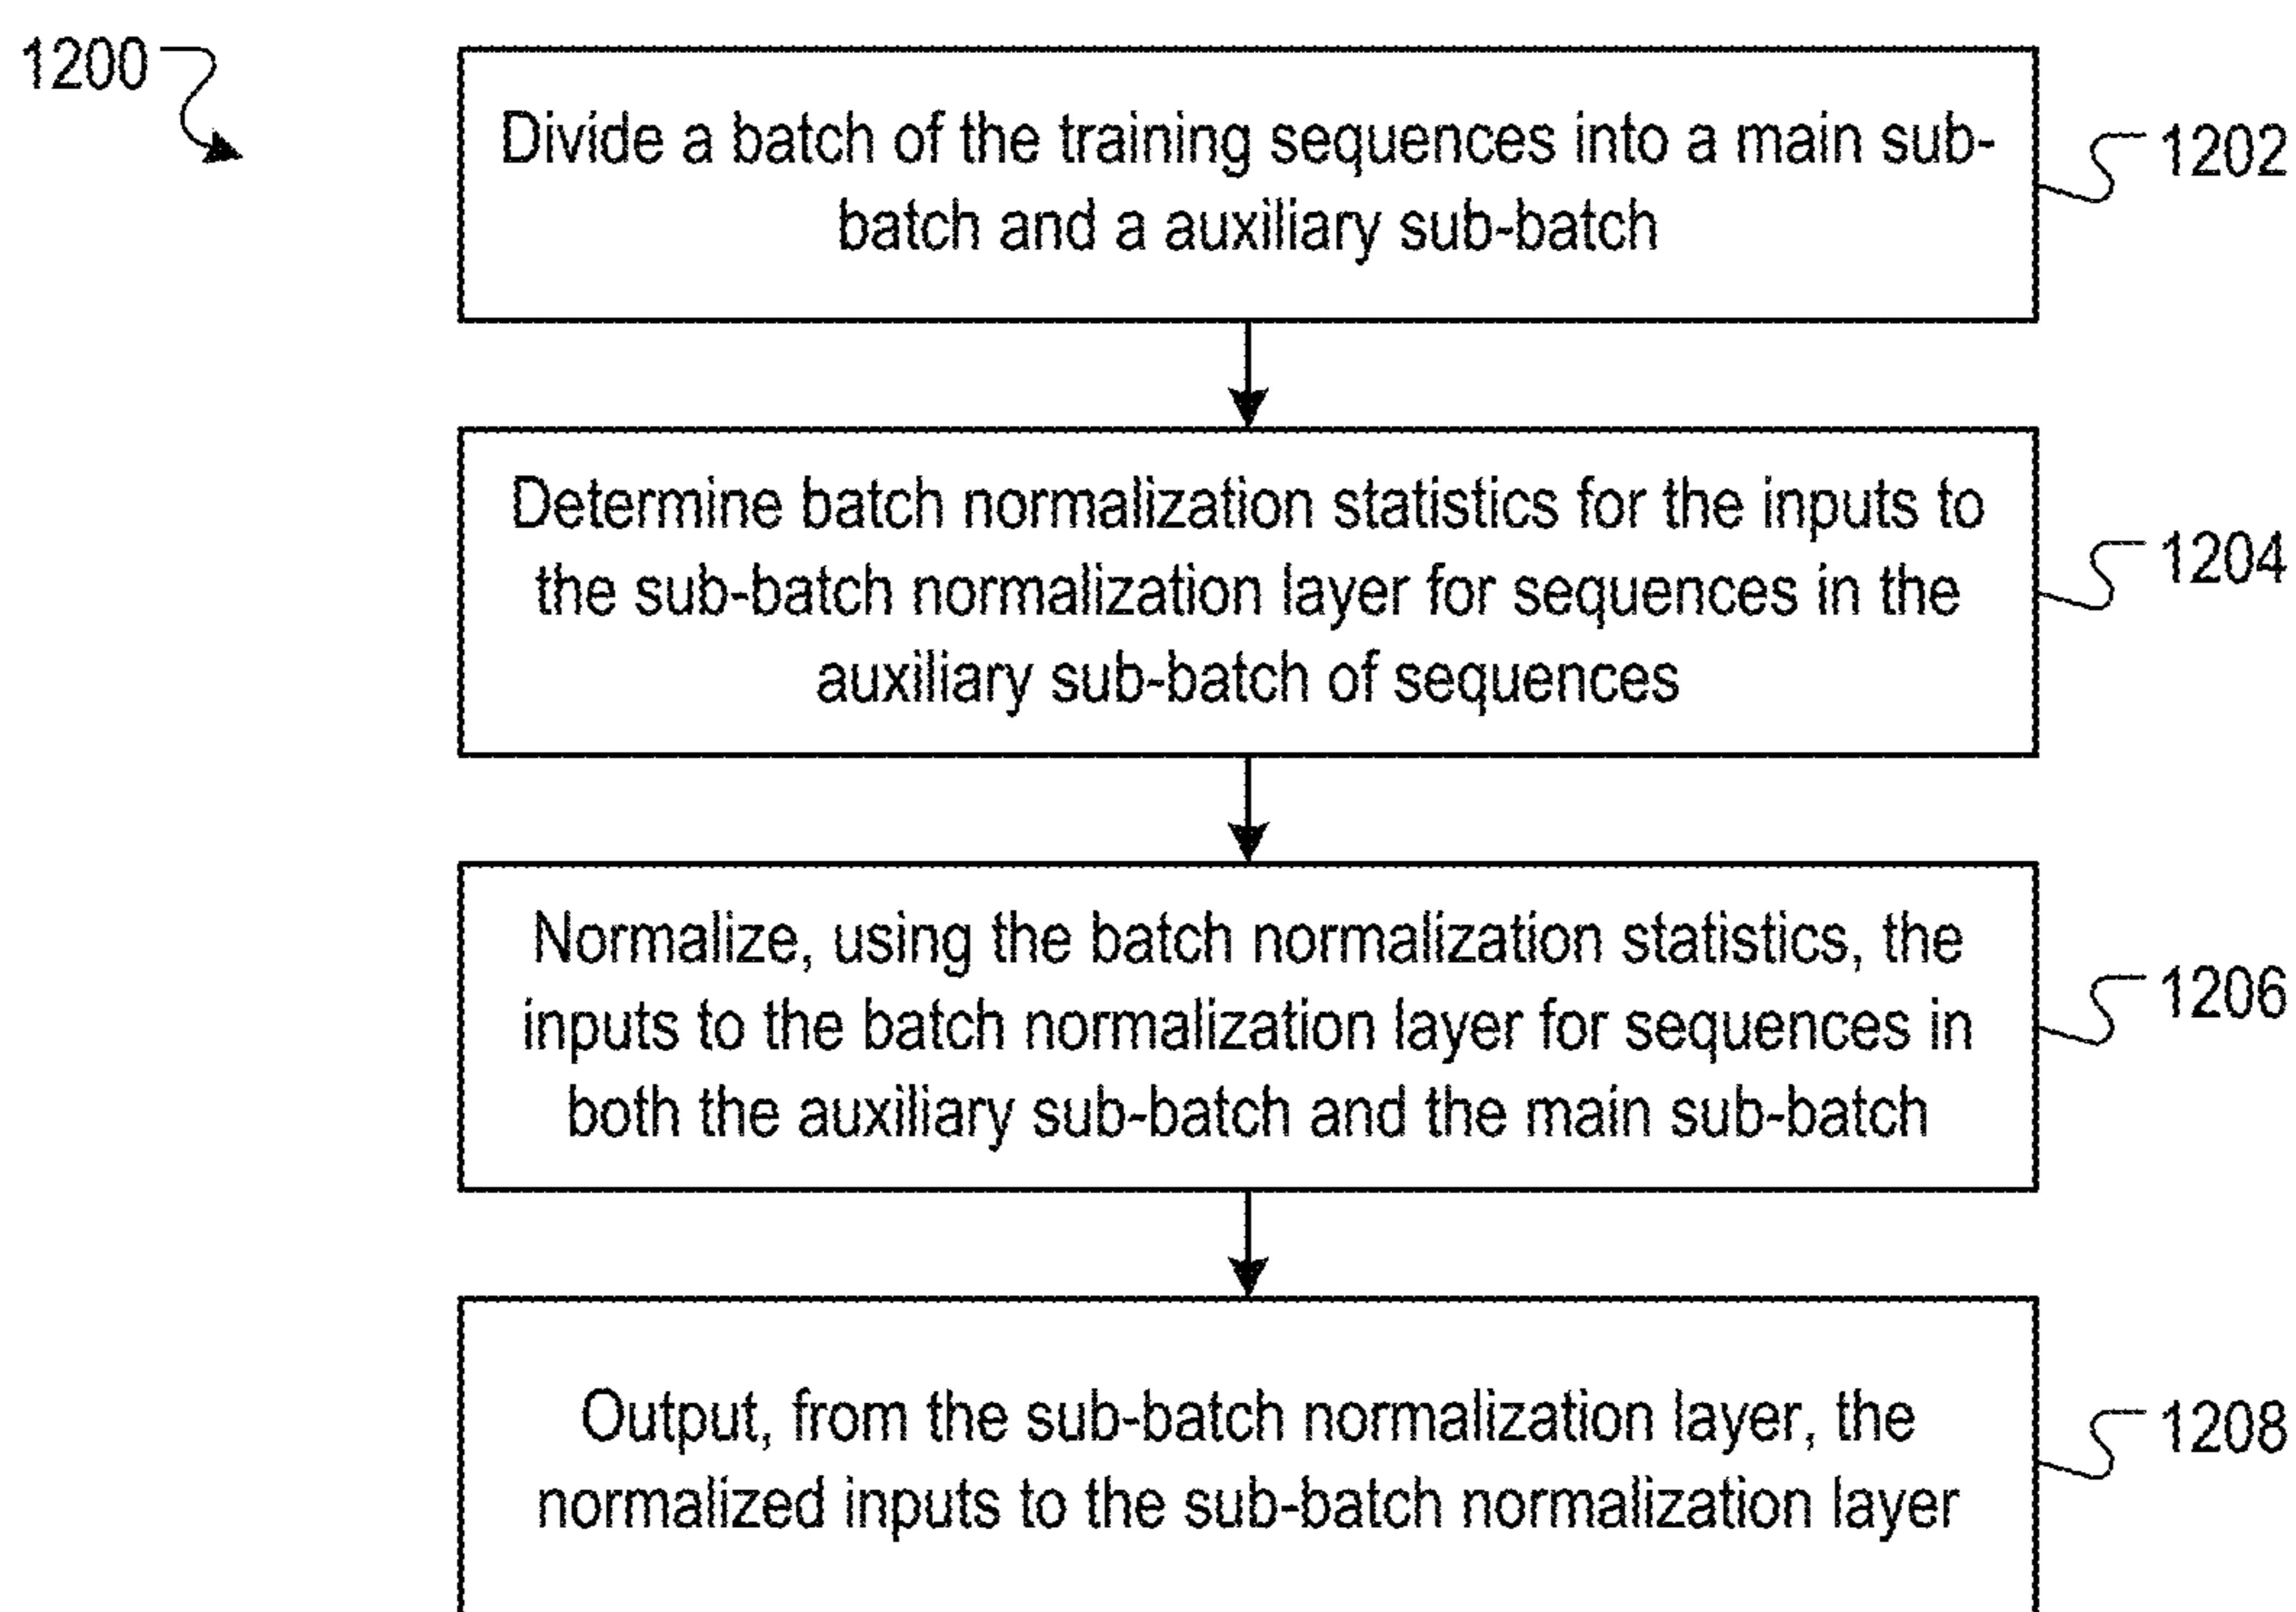 1200
Divide a batch of the training sequences into a main sub-
batch and a auxiliary sub-batch
1202
Determine batch normalization statistics for the inputs to
the sub-batch normalization layer for sequences in the
auxiliary sub-batch of sequences
1204
Normalize, using the batch normalization statistics, the
inputs to the batch normalization layer for sequences in
both the auxiliary sub-batch and the main sub-batch
1206
Output, from the sub-batch normalization layer, the
normalized inputs to the sub-batch normalization layer
1208